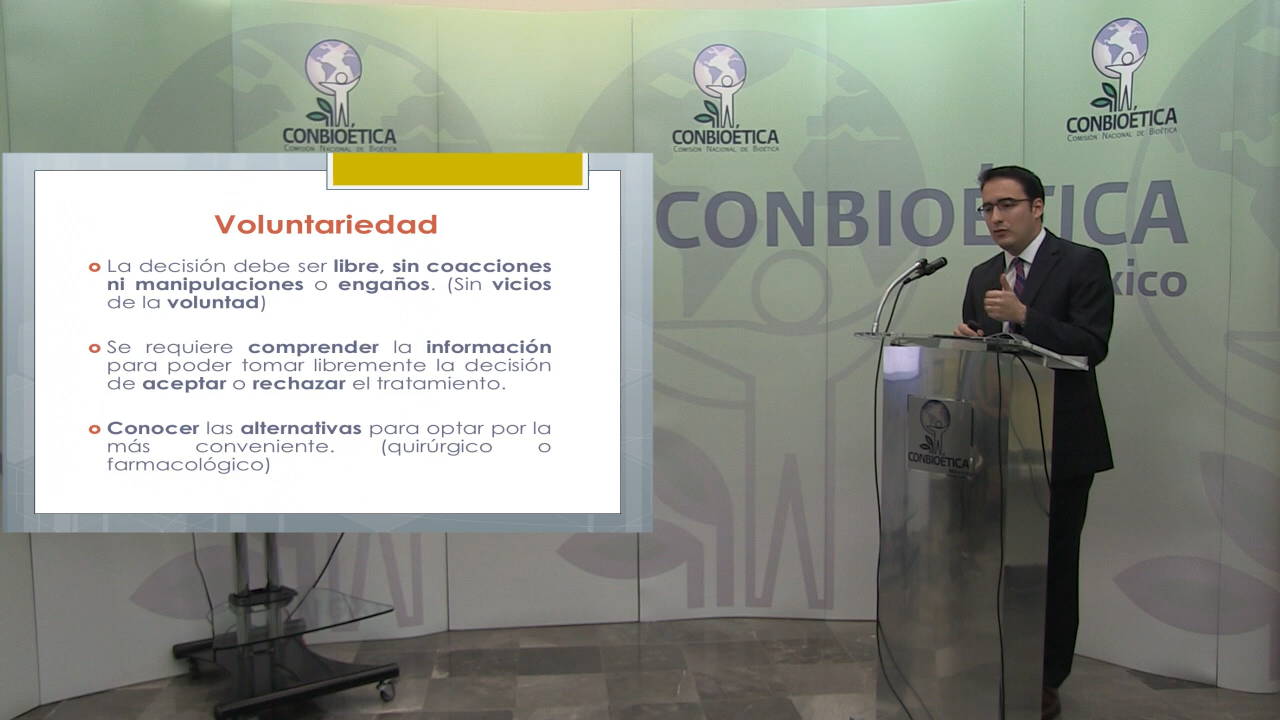 CONBIOÉTICA
COMISIÓN NACIONAL DE BIOÉTICA
CONBIOÉTICA
COMISIÓN NACIONAL DE BIOÉTICA
CONBIOÉTICA
COMISIÓN NACIONAL DE BIOÉTICA
CONBIOÉTICA
xico
Voluntariedad
La decisión debe ser libre, sin coacciones
ni manipulaciones o engaños. (Sin vicios
de la voluntad)
Se requiere comprender la información
para poder tomar libremente la decisión
de aceptar o rechazar el tratamiento.
Conocer las alternativas para optar por la
más conveniente. (quirúrgico o
farmacológico)
CONBIOÉTICA